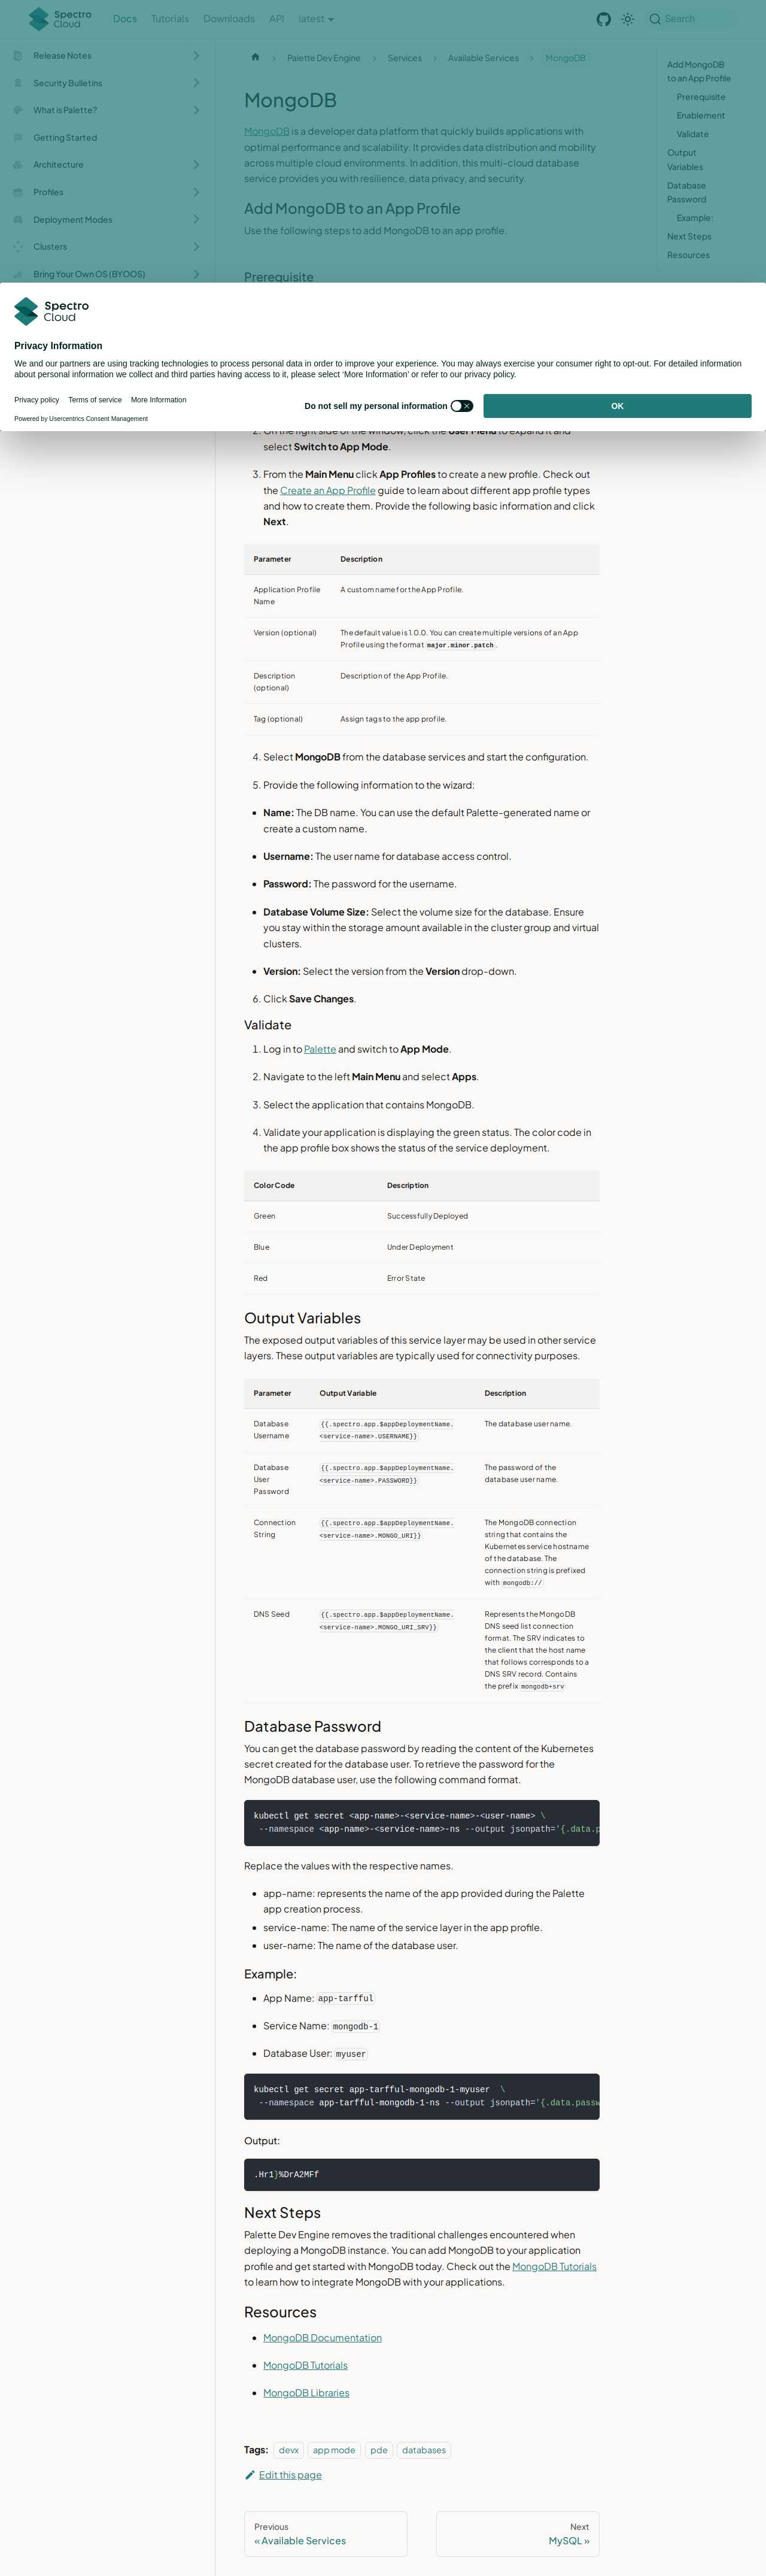 Spectro Cloud
Docs
Tutorials
Downloads
API
latest
Search
Release Notes
Security Bulletins
What is Palette?
Getting Started
Architecture
Profiles
Deployment Modes
Clusters
Bring Your Own OS (BYOOS)
Palette Dev Engine
Services
Available Services
MongoDB
MongoDB
MongoDB is a developer data platform that quickly builds applications with
optimal performance and scalability. It provides data distribution and mobility
across multiple cloud environments. In addition, this multi-cloud database
service provides you with resilience, data privacy, and security.
Add MongoDB to an App Profile
Use the following steps to add MongoDB to an app profile.
Prerequisite
Add MongoDB
to an App Profile
Prerequisite
Enablement
Validate
Output
Variables
Database
Password
Example:
Next Steps
Resources
Spectro
Cloud
Privacy Information
We and our partners are using tracking technologies to process personal data in order to improve your experience. You may always exercise your consumer right to opt-out. For detailed information
about personal information we collect and third parties having access to it, please select ‘More Information’ or refer to our privacy policy.
Privacy policy
Terms of service
More Information
Powered by Usercentrics Consent Management
Do not sell my personal information
OK
2. On the right side of the window, click the User Menu to expand it and
select Switch to App Mode.
3. From the Main Menu click App Profiles to create a new profile. Check out
the Create an App Profile guide to learn about different app profile types
and how to create them. Provide the following basic information and click
Next.
Parameter Description
Application Profile
Name
A custom name for the App Profile.
Version (optional)
The default value is 1.0.0. You can create multiple versions of an App
Profile using the format major.minor.patch.
Description
(optional)
Description of the App Profile.
Tag (optional)
Assign tags to the app profile.
4. Select MongoDB from the database services and start the configuration.
5. Provide the following information to the wizard:
Name: The DB name. You can use the default Palette-generated name or
create a custom name.
Username: The user name for database access control.
Password: The password for the username.
Database Volume Size: Select the volume size for the database. Ensure
you stay within the storage amount available in the cluster group and virtual
clusters.
Version: Select the version from the Version drop-down.
6. Click Save Changes.
Validate
1. Log in to Palette and switch to App Mode.
2. Navigate to the left Main Menu and select Apps.
3. Select the application that contains MongoDB.
4. Validate your application is displaying the green status. The color code in
the app profile box shows the status of the service deployment.
Color Code Description
Green Successfully Deployed
Blue Under Deployment
Red Error State
Output Variables
The exposed output variables of this service layer may be used in other service
layers. These output variables are typically used for connectivity purposes.
Parameter Output Variable Description
Database
Username
{{.spectro.app.$appDeploymentName.
<service-name>.USERNAME}}
The database user name.
Database
User
Password
{{.spectro.app.$appDeploymentName.
<service-name>.PASSWORD}}
The password of the
database user name.
Connection
String
{{.spectro.app.$appDeploymentName.
<service-name>.MONGO_URI}}
The MongoDB connection
string that contains the
Kubernetes service hostname
of the database. The
connection string is prefixed
with mongodb://
DNS Seed
{{.spectro.app.$appDeploymentName.
<service-name>.MONGO_URI_SRV}}
Represents the MongoDB
DNS seed list connection
format. The SRV indicates to
the client that the host name
that follows corresponds to a
DNS SRV record. Contains
the prefix mongodb+srv
Database Password
You can get the database password by reading the content of the Kubernetes
secret created for the database user. To retrieve the password for the
MongoDB database user, use the following command format.
kubectl get secret <app-name>-<service-name>-<user-name> \
--namespace <app-name>-<service-name>-ns --output jsonpath='{.data.p
Replace the values with the respective names.
app-name: represents the name of the app provided during the Palette
app creation process.
service-name: The name of the service layer in the app profile.
user-name: The name of the database user.
Example:
App Name: app-tarfful
Service Name: mongodb-1
Database User: myuser
kubectl get secret app-tarfful-mongodb-1-myuser \
--namespace app-tarfful-mongodb-1-ns --output jsonpath='{.data.passw
Output:
.Hr1}%DrA2MFf
Next Steps
Palette Dev Engine removes the traditional challenges encountered when
deploying a MongoDB instance. You can add MongoDB to your application
profile and get started with MongoDB today. Check out the MongoDB Tutorials
to learn how to integrate MongoDB with your applications.
Resources
MongoDB Documentation
MongoDB Tutorials
MongoDB Libraries
Tags: devx app mode pde databases
Edit this page
Previous
« Available Services
Next
MySQL »